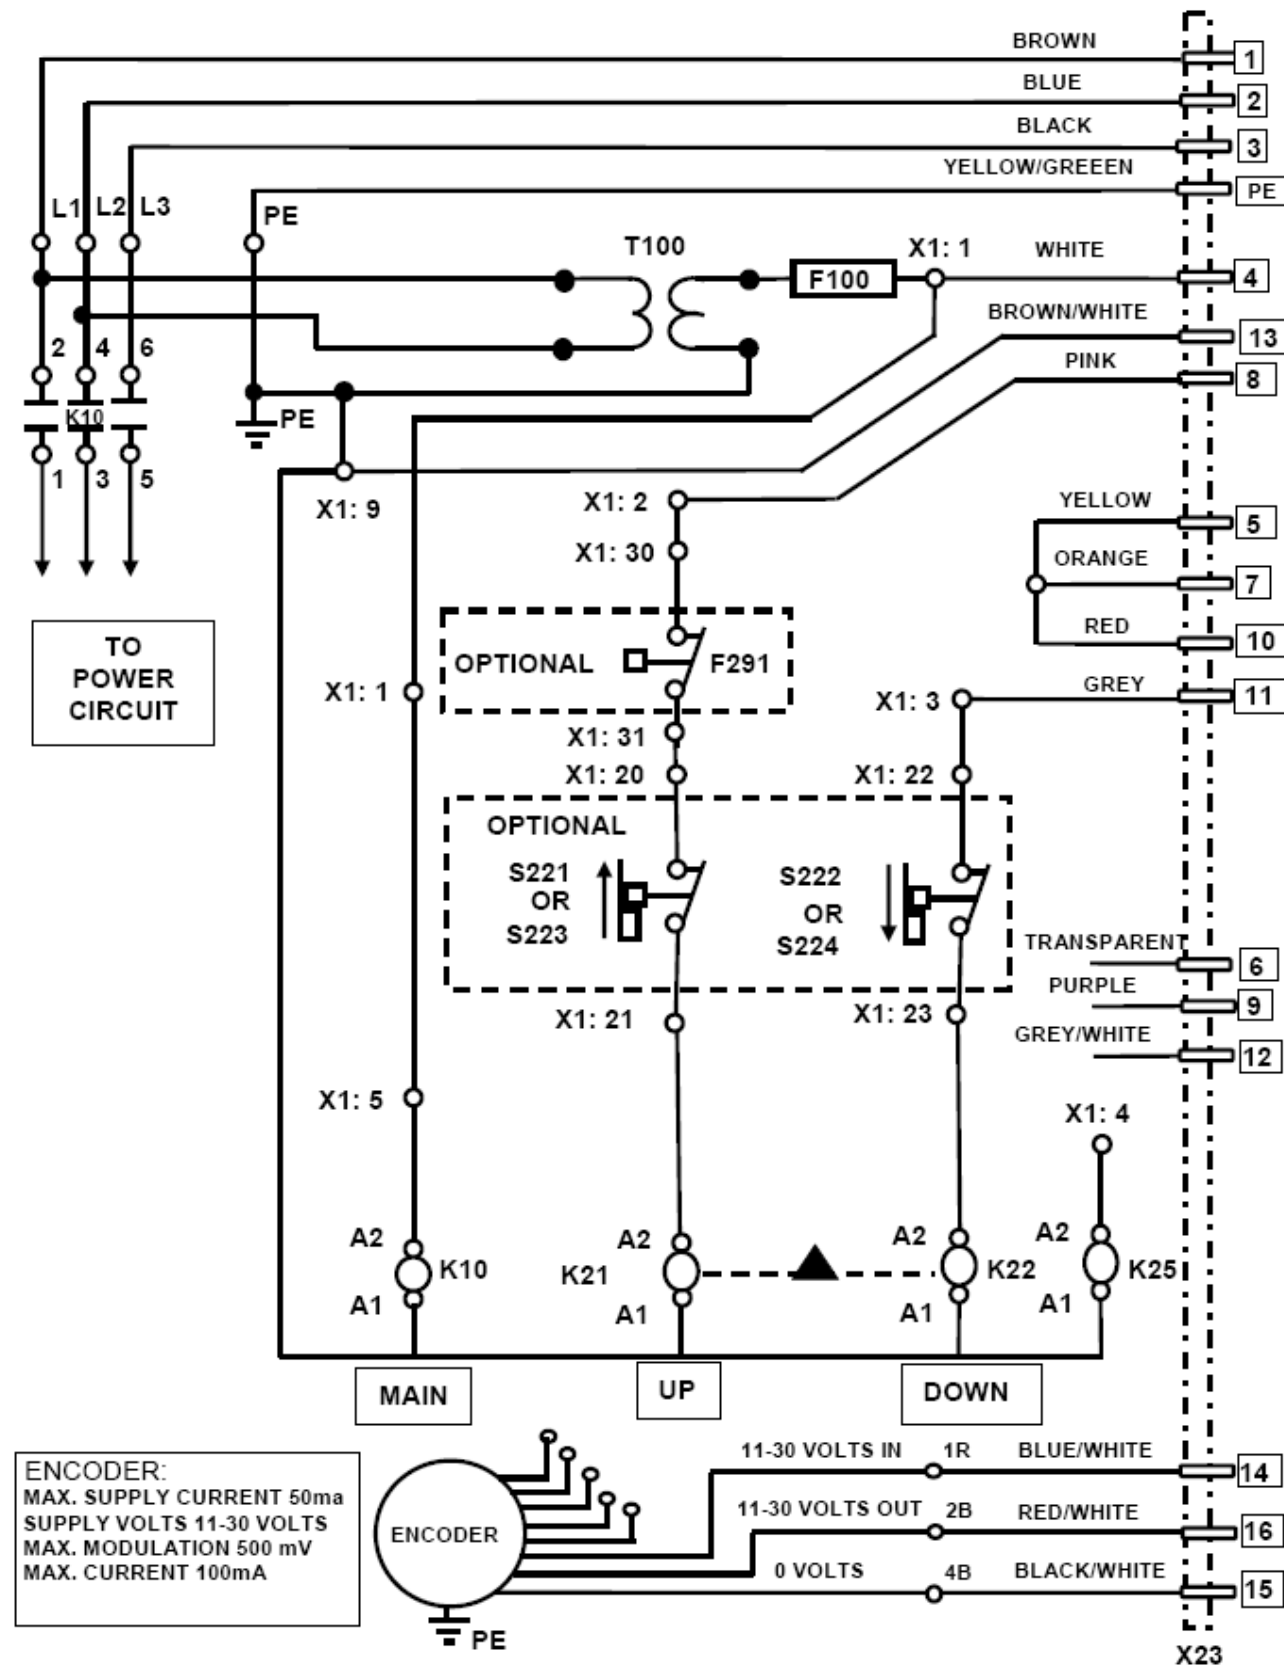 BROWN
1
BLUE
2
BLACK
3
YELLOW/GREEEN
PE
L1 L2 L3
PE
T100
X1: 1
WHITE
4
F100
BROWN/WHITE
13
2 4 6
PINK
8
K10
PE
1 3 5
X1: 9
X1: 2
YELLOW
5
X1: 30
ORANGE
7
TO
POWER
CIRCUIT
RED
10
OPTIONAL
F291
GREY
11
X1: 1
X1: 3
X1: 31
X1: 20
X1: 22
OPTIONAL
S221
OR
S223
S222
OR
S224
TRANSPARENT
6
PURPLE
9
X1: 21
X1: 23
GREY/WHITE
12
X1: 5
X1: 4
A2
K10
A1
A2
K21
A1
A2
K22
A1
A2
K25
A1
MAIN
UP
DOWN
ENCODER:
MAX. SUPPLY CURRENT 50ma
SUPPLY VOLTS 11-30 VOLTS
MAX. MODULATION 500 mV
MAX. CURRENT 100mA
ENCODER
PE
11-30 VOLTS IN 1R BLUE/WHITE
14
11-30 VOLTS OUT 2B RED/WHITE
16
0 VOLTS 4B BLACK/WHITE
15
X23